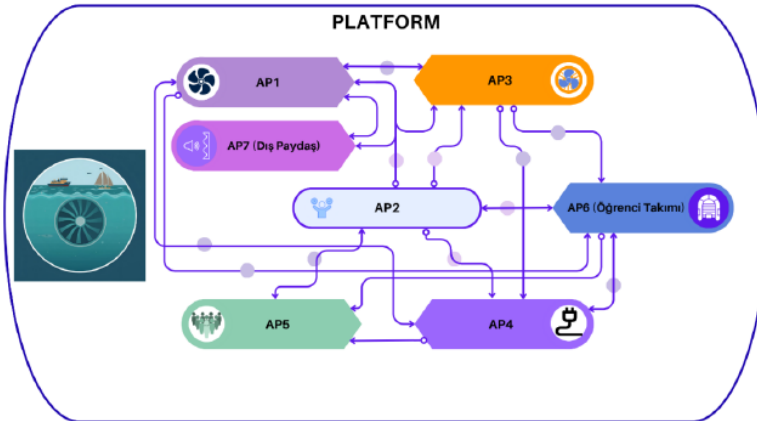 PLATFORM
AP1
AP3
AP7 (Dış Paydaş)
AP2
AP6 (Öğrenci Takımı)
AP5
AP4